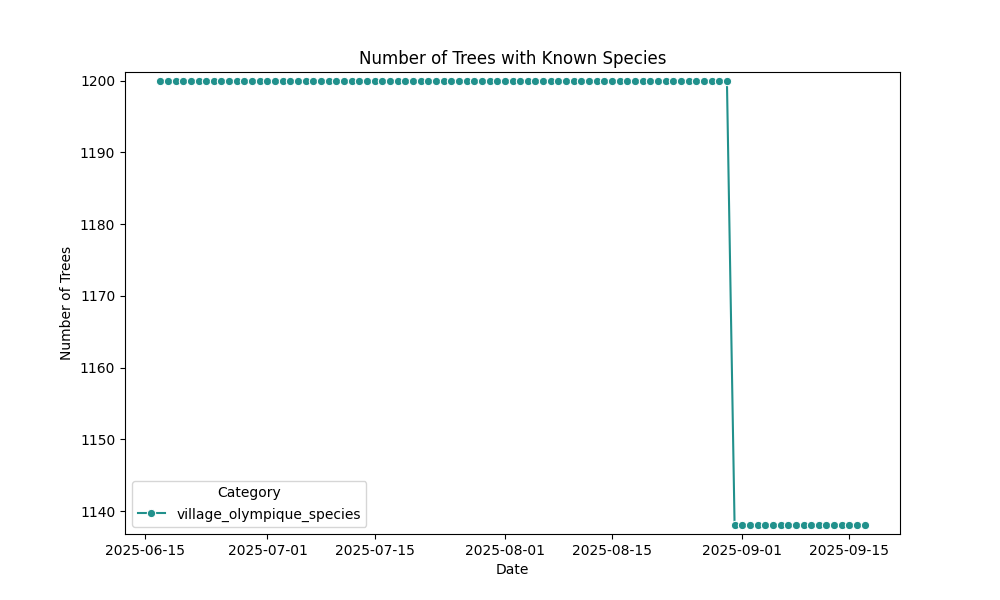 Number of Trees with Known Species
1200
1190
1180
1170
1160
1150
1140
Number of Trees
Category
village_olympique_species
2025-06-15
2025-07-01
2025-07-15
2025-08-01
2025-08-15
2025-09-01
2025-09-15
Date